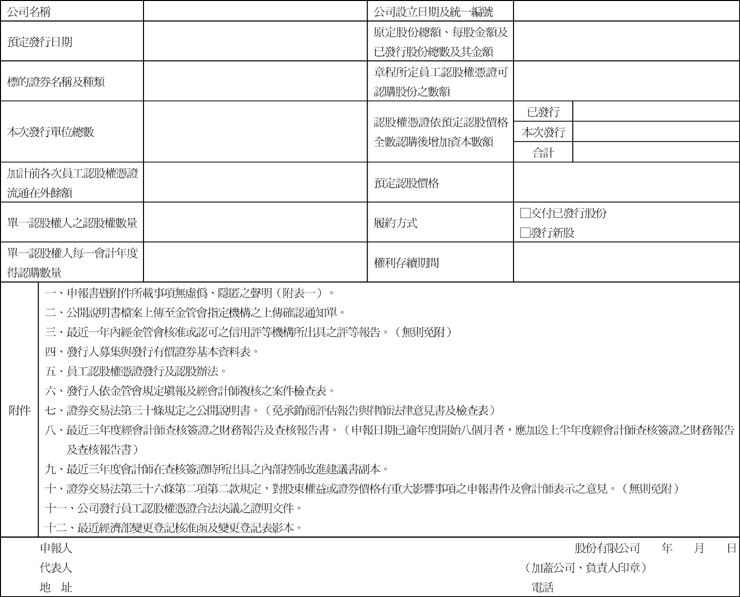 公司名稱
公司設立日期及統一編號
預定發行日期
原定股份總額、每股金額及
已發行股份總數及其金額
標的證券名稱及種類
章程所定員工認股權憑證可
認購股份之數額
本次發行單位總數
認股權憑證依預定認股價格
全數認購後增加資本數額
已發行
本次發行
合計
加計前各次員工認股權憑證
流通在外餘額
預定認股價格
單一認股權人之認股權數量
履約方式
□交付已發行股份
□發行新股
單一認股權人每一會計年度
得認購數量
權利存續期間
附件
一、申報書暨附件所載事項無虛偽、隱匿之聲明（附表一）。
二、公開說明書檔案上傳至金管會指定機構之上傳確認通知單。
三、最近一年內經金管會核准或認可之信用評等機構所出具之評等報告。（無則免附）
四、發行人募集與發行有價證券基本資料表。
五、員工認股權憑證發行及認股辦法。
六、發行人依金管會規定填報及經會計師複核之案件檢查表。
七、證券交易法第三十條規定之公開說明書。（免承銷商評估報告與律師法律意見書及檢查表）
八、最近三年度經會計師查核簽證之財務報告及查核報告書。（申報日期已逾年度開始八個月者，應加送上半年度經會計師查核簽證之財務報告
及查核報告書）
九、最近三年度會計師在查核簽證時所出具之內部控制改進建議書副本。
十、證券交易法第三十六條第二項第二款規定，對股東權益或證券價格有重大影響事項之申報書件及會計師表示之意見。（無則免附）
十一、公司發行員工認股權憑證合法決議之證明文件。
十二、最近經濟部變更登記核准函及變更登記表影本。
申報人 股份有限公司 年 月 日
代表人 （加蓋公司、負責人印章）
地 址 電話